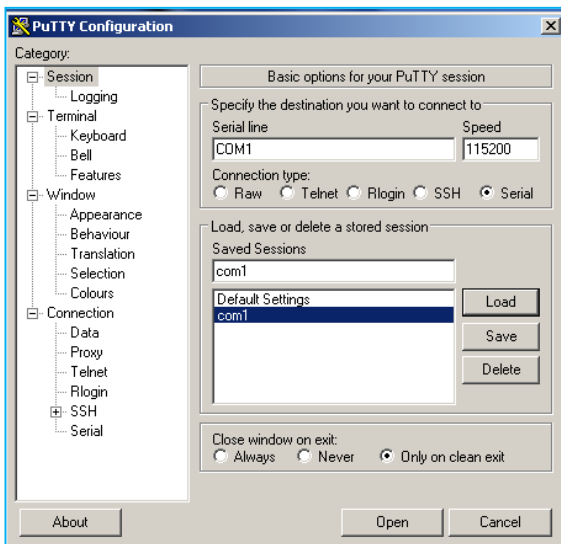 PuTTY Configuration
Category:
Session
Logging
Terminal
Keyboard
Bell
Features
Window
Appearance
Behaviour
Translation
Selection
Colours
Connection
Data
Proxy
Telnet
Rlogin
SSH
Serial
Basic options for your PuTTY session
Specify the destination you want to connect to
Serial line Speed
COM1 115200
Connection type:
Raw Telnet Rlogin SSH Serial
Load, save or delete a stored session
Saved Sessions
com1
Default Settings
com1
Load
Save
Delete
Close window on exit:
Always Never Only on clean exit
About Open Cancel